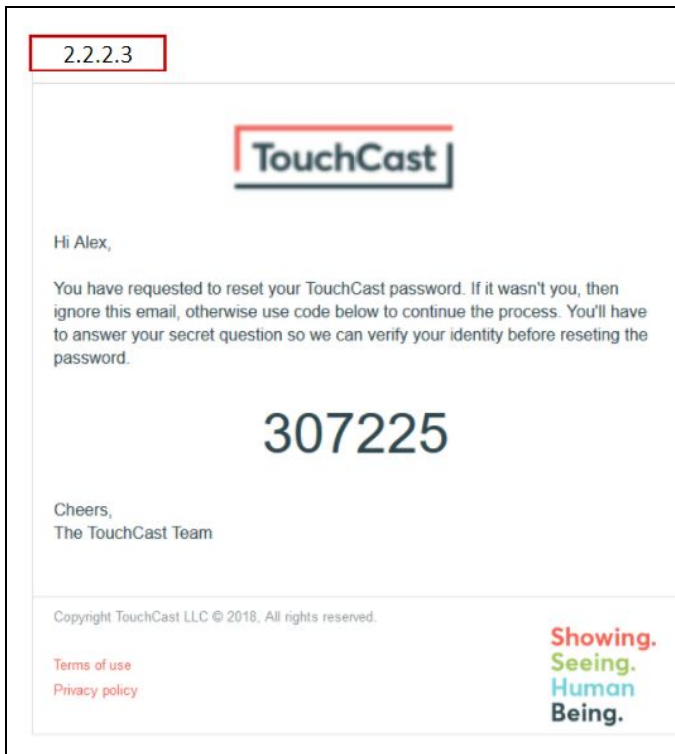 2.2.2.3
TouchCast
Hi Alex,
You have requested to reset your TouchCast password. If it wasn't you, then
ignore this email, otherwise use code below to continue the process. You'll have
to answer your secret question so we can verify your identity before reseting the
password.
307225
Cheers,
The TouchCast Team
Copyright TouchCast LLC © 2018, All rights reserved.
Terms of use
Privacy policy
Showing.
Seeing.
Human
Being.